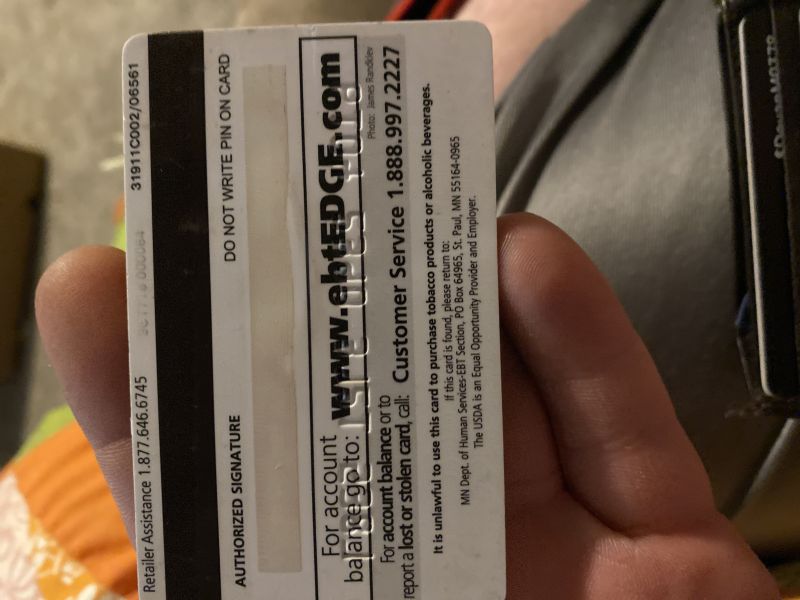 Retailer Assistance 1.877.646.6745
31911C002/06561
AUTHORIZED SIGNATURE
DO NOT WRITE PIN ON CARD
For account
balance go to: www.ebtEDGE.com
Photo: James Randklev
For account balance or to
report a lost or stolen card, call: Customer Service 1.888.997.2227
It is unlawful to use this card to purchase tobacco products or alcoholic beverages.
If this card is found, please return to:
MN Dept. of Human Services-EBT Section, PO Box 64965, St. Paul, MN 55164-0965
The USDA is an Equal Opportunity Provider and Employer.